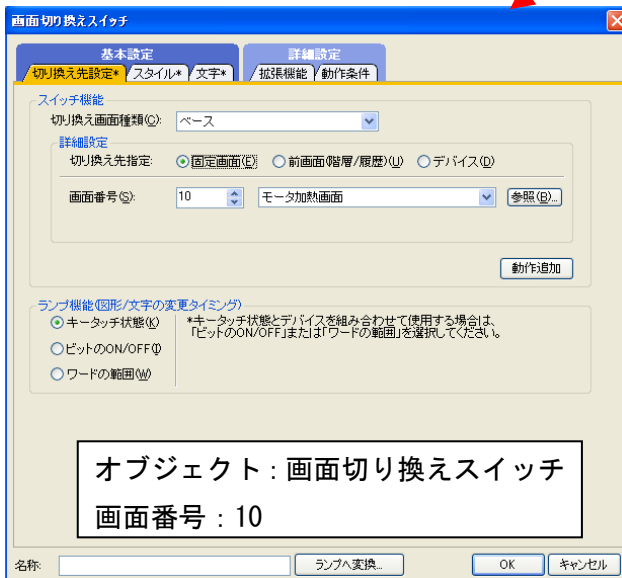 画面切り換えスイッチ
基本設定 詳細設定
切り換え先設定* スタイル* 文字* 拡張機能 動作条件
スイッチ機能
切り換え画面種類(C): ベース
詳細設定
切り換え先指定: 固定画面(E) 前画面(階層/履歴)(U) デバイス(D)
画面番号(S): 10 モータ加熱画面 参照(B)...
動作追加
ランプ機能(図形/文字の変更タイミング)
キータッチ状態(K) *キータッチ状態とデバイスを組み合わせて使用する場合は、
「ビットのON/OFF」または「ワードの範囲」を選択してください。
ビットのON/OFF(I)
ワードの範囲(W)
オブジェクト:画面切り換えスイッチ
画面番号:10
名称: ランプへ変換... OK キャンセル